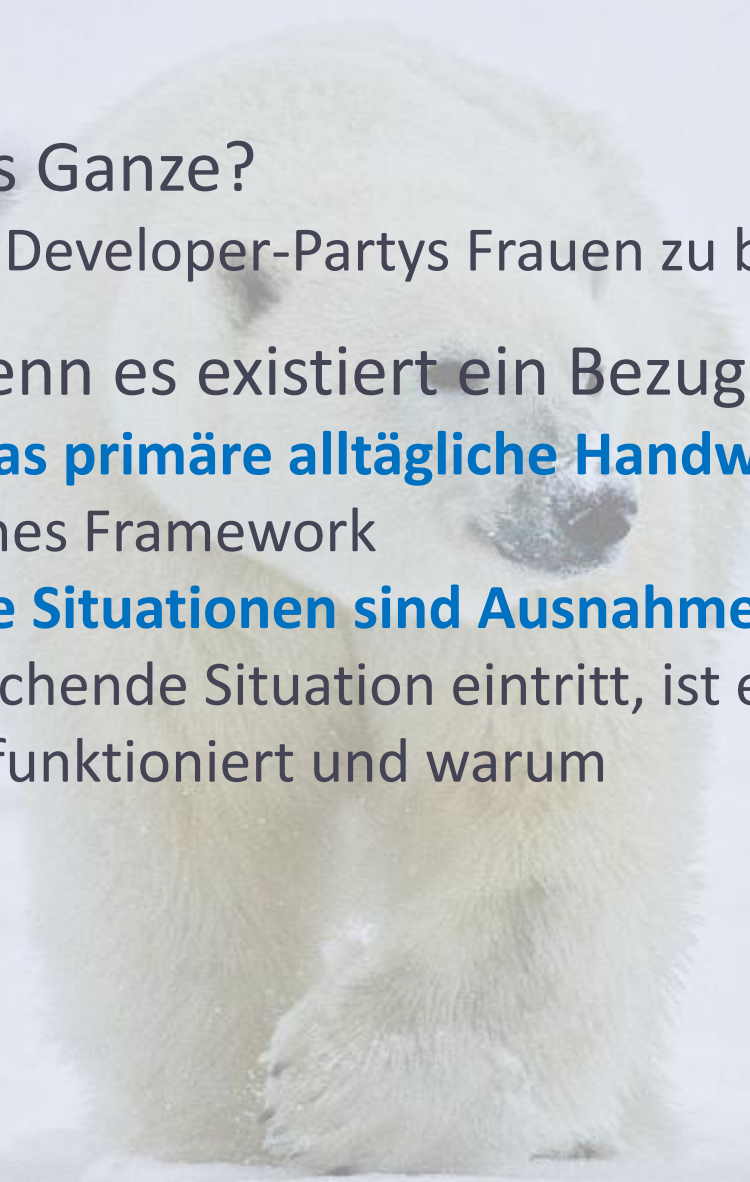 s Ganze?
Developer-Partys Frauen zu b
enn es existiert ein Bezug
as primäre alltägliche Handw
nes Framework
e Situationen sind Ausnahme
chende Situation eintritt, ist e
funktioniert und warum